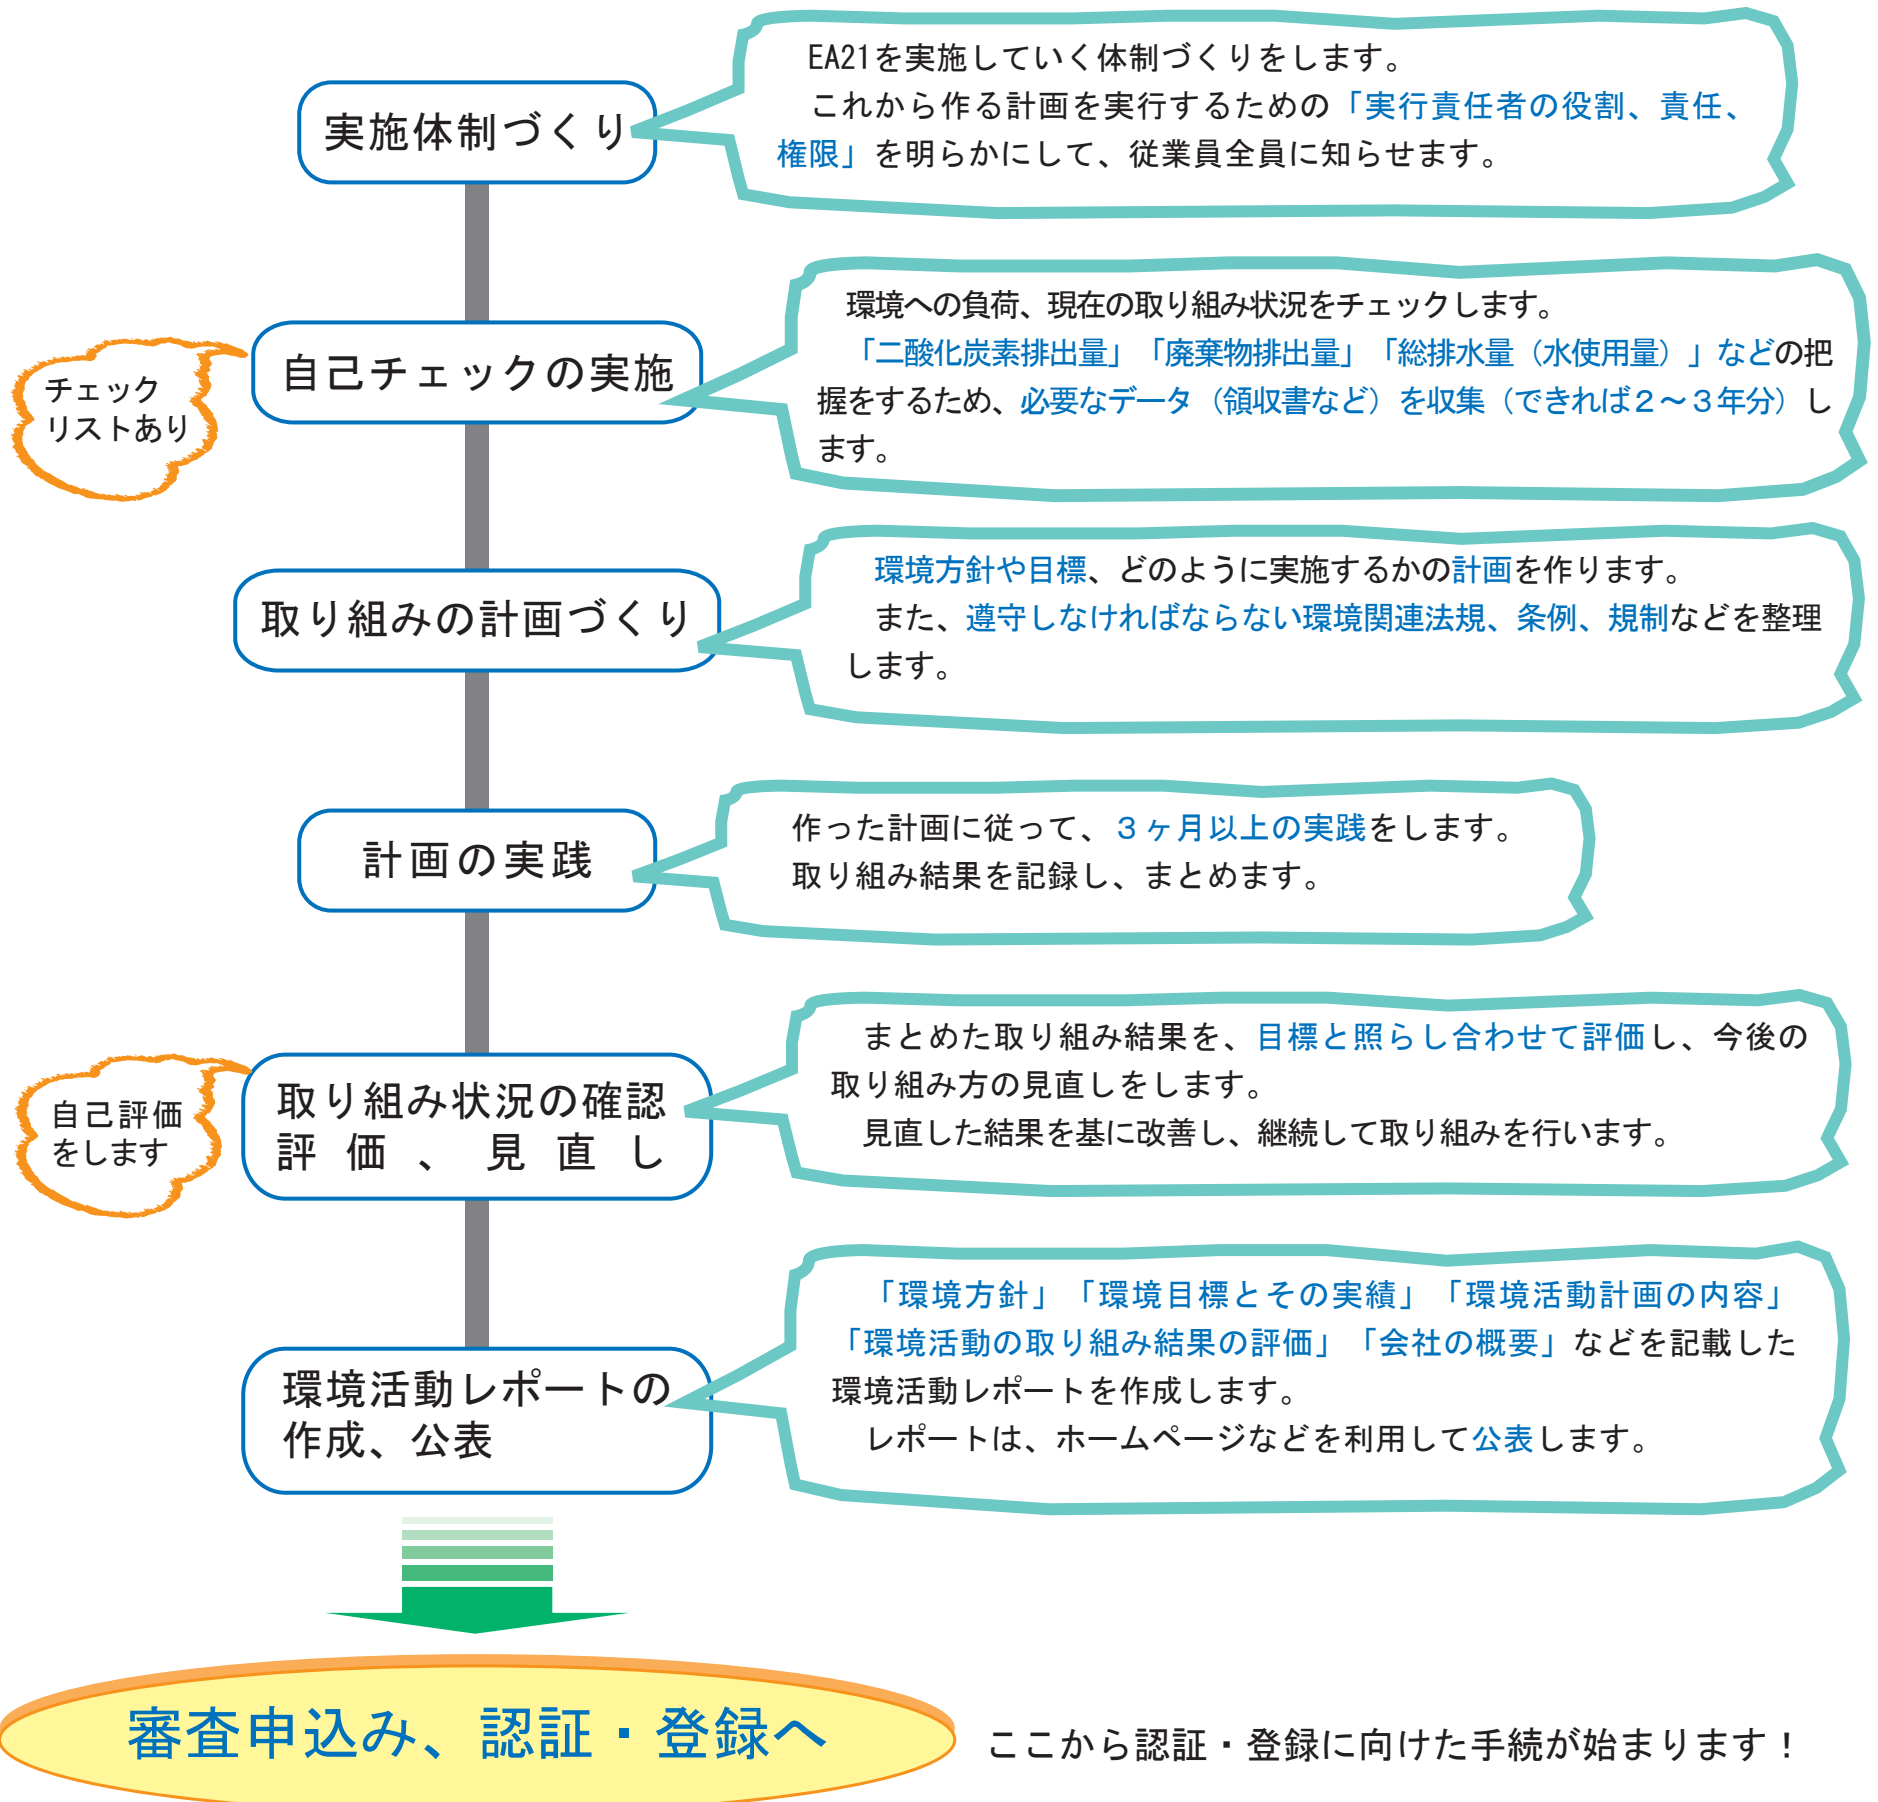 実施体制づくり
EA21を実施していく体制づくりをします。
これから作る計画を実行するための「実行責任者の役割、責任、
権限」を明らかにして、従業員全員に知らせます。
チェック
リストあり
自己チェックの実施
環境への負荷、現在の取り組み状況をチェックします。
「二酸化炭素排出量」「廃棄物排出量」「総排水量（水使用量）」などの把
握をするため、必要なデータ（領収書など）を収集（できれば２〜３年分）し
ます。
取り組みの計画づくり
環境方針や目標、どのように実施するかの計画を作ります。
また、遵守しなければならない環境関連法規、条例、規制などを整理
します。
計画の実践
作った計画に従って、３ヶ月以上の実践をします。
取り組み結果を記録し、まとめます。
自己評価
をします
取り組み状況の確認
評価、見直し
まとめた取り組み結果を、目標と照らし合わせて評価し、今後の
取り組み方の見直しをします。
見直した結果を基に改善し、継続して取り組みを行います。
環境活動レポートの
作成、公表
「環境方針」「環境目標とその実績」「環境活動計画の内容」
「環境活動の取り組み結果の評価」「会社の概要」などを記載した
環境活動レポートを作成します。
レポートは、ホームページなどを利用して公表します。
審査申込み、認証・登録へ
ここから認証・登録に向けた手続が始まります！